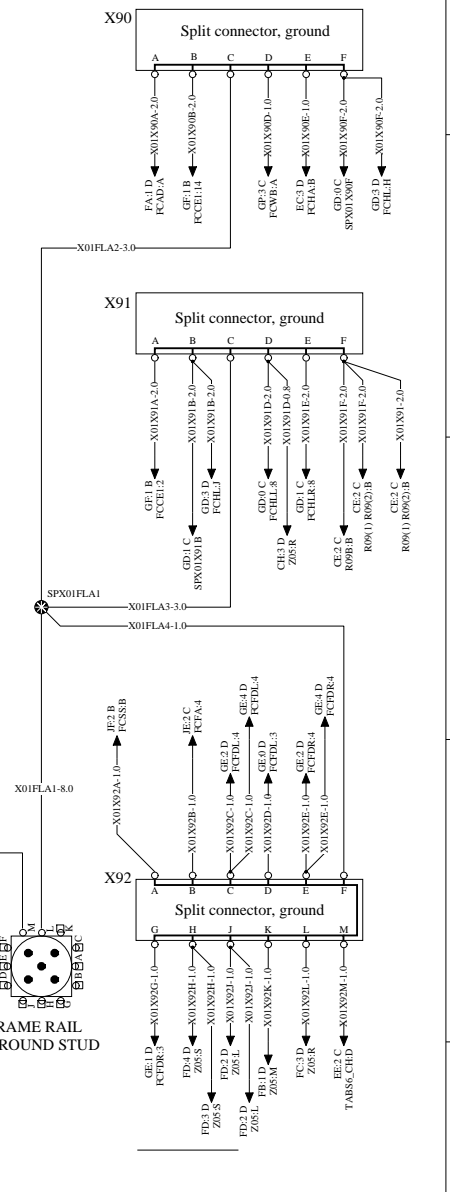 X90
Split connector, ground
A B C D E F
X01X90A-2.0
X01X90B-2.0
X01X90D-1.0
X01X90E-1.0
X01X90F-2.0
X01X90F-2.0
FA:1 D
FCAD:A
GF:1 B
FCCE1:14
GP:3 C
FCWB:A
EC:3 D
FCHA:B
GD:0 C
SPX01X90F
GD:3 D
FCHL:H
X01FLA2-3.0
X91
Split connector, ground
A B C D E F
X01X91A-2.0
X01X91B-2.0
X01X91B-2.0
X01X91D-2.0
X01X91D-0.8
X01X91E-2.0
X01X91F-2.0
X01X91F-2.0
X01X91-2.0
GF:1 B
FCCE1:2
GD:1 C
SPX01X91B
GD:3 D
FCHL:J
GD:0 C
FCHLL:8
CH:3 D
Z05:R
GD:1 C
FCHLR:8
CE:2 C
R09B:B
CE:2 C
R09(1) R09(2):B
CE:2 C
R09(1) R09(2):B
SPX01FLA1
X01FLA3-3.0
X01FLA4-1.0
JF:2 B
FCSS:B
JE:2 C
FCFA:4
GE:2 D
FCFDL:4
GE:4 D
FCFDL:4
GE:0 D
FCFDL:3
GE:2 D
FCFDR:4
GE:4 D
FCFDR:4
X01FLA1-8.0
X01X92A-1.0
X01X92B-1.0
X01X92C-1.0
X01X92C-1.0
X01X92D-1.0
X01X92E-1.0
X01X92E-1.0
X92
A B C D E F
Split connector, ground
G H J K L M
X01X92G-1.0
X01X92H-1.0
X01X92H-1.0
X01X92J-1.0
X01X92J-1.0
X01X92K-1.0
X01X92L-1.0
X01X92M-1.0
GE:1 D
FCFDR:3
FD:4 D
Z05:S
FD:3 D
Z05:S
FD:2 D
Z05:L
FD:2 D
Z05:L
FB:1 D
Z05:M
FC:3 D
Z05:R
EE:2 C
TABS6_CH:D
M L K
F E D
C A B
J H G
RAME RAIL
ROUND STUD